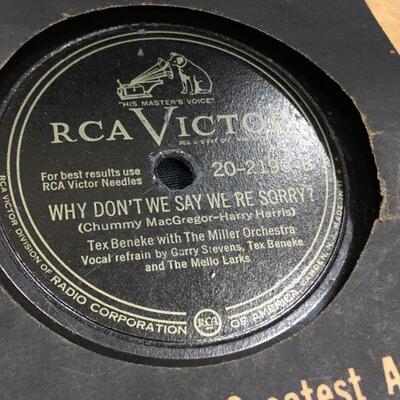 "HIS MASTER'S VOICE"
RCA VICTOR
For best results use
RCA Victor Needles
WHY DON'T WE SAY WE'RE SORRY?
(Chummy MacGregor-Harry Harris)
Tex Beneke with The Miller Orchestra
Vocal refrain by Garry Stevens, Tex Beneke
and The Mello Larks
RCA VICTOR DIVISION OF RADIO CORPORATION OF AMERICA
RCA
Greatest